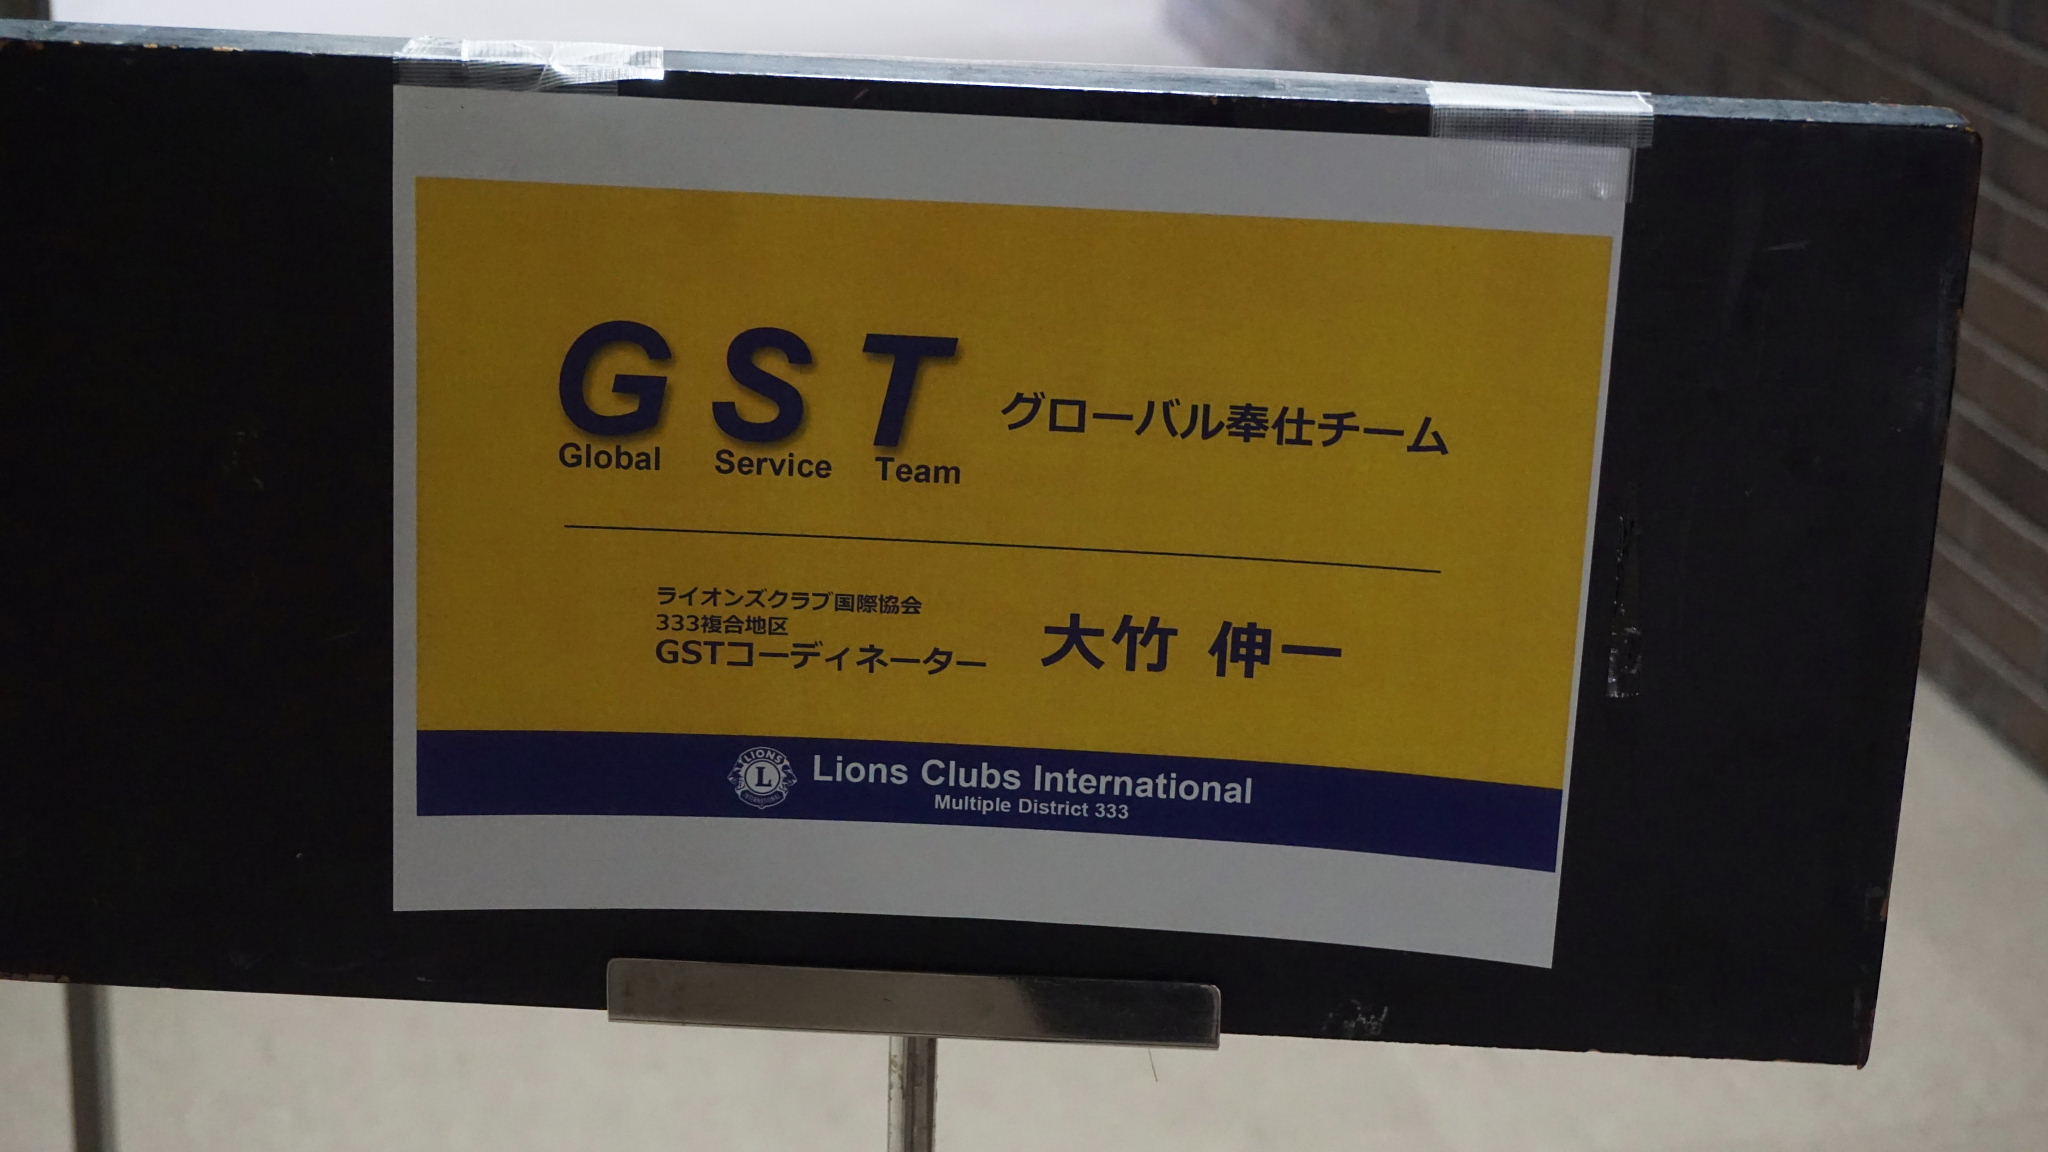 GST グローバル奉仕チーム
Global Service Team
ライオンズクラブ国際協会
333複合地区
GSTコーディネーター 大竹 伸一
LIONS
L
INTERNATIONAL
Lions Clubs International
Multiple District 333